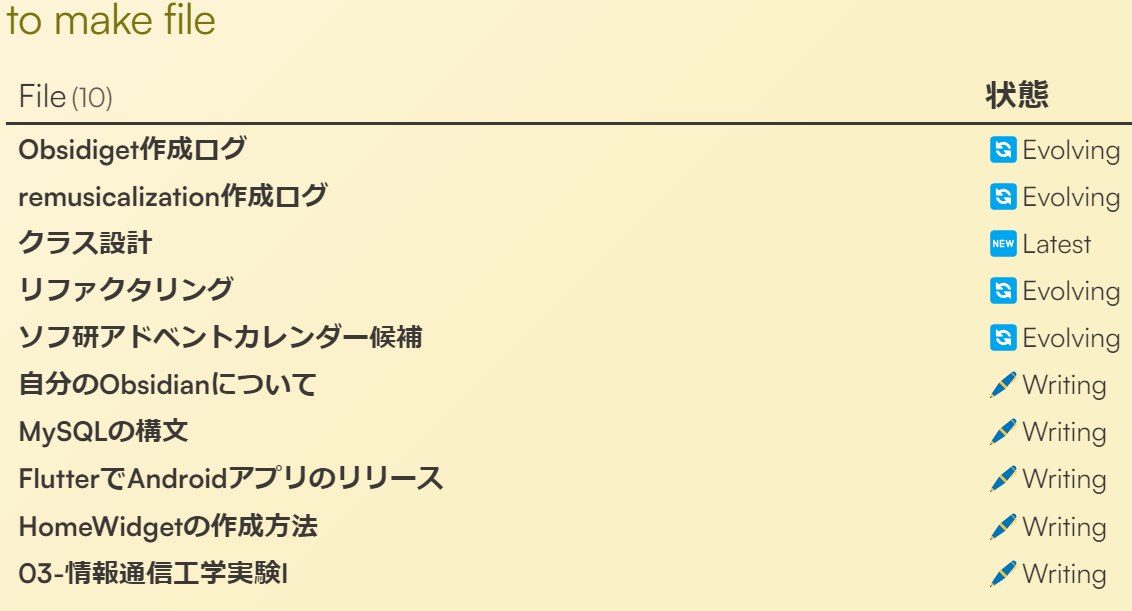 to make file
File (10) 状態
Obsidiget作成ログ 🔄 Evolving
remusicalization作成ログ 🔄 Evolving
クラス設計 🆕 Latest
リファクタリング 🔄 Evolving
ソフ研アドベントカレンダー候補 🔄 Evolving
自分のObsidianについて 🖊️ Writing
MySQLの構文 🖊️ Writing
FlutterでAndroidアプリのリリース 🖊️ Writing
HomeWidgetの作成方法 🖊️ Writing
03-情報通信工学実験I 🖊️ Writing